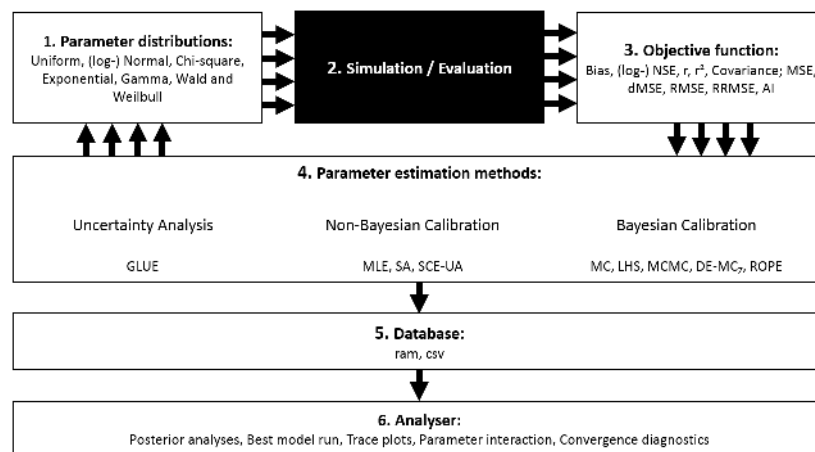 1. Parameter distributions:
Uniform, (log-) Normal, Chi-square,
Exponential, Gamma, Wald and
Weilbull
2. Simulation / Evaluation
3. Objective function:
Bias, (log-) NSE, r, r², Covariance; MSE,
dMSE, RMSE, RRMSE, AI
4. Parameter estimation methods:
Uncertainty Analysis
Non-Bayesian Calibration
Bayesian Calibration
GLUE
MLE, SA, SCE-UA
MC, LHS, MCMC, DE-MC₇, ROPE
5. Database:
ram, csv
6. Analyser:
Posterior analyses, Best model run, Trace plots, Parameter interaction, Convergence diagnostics